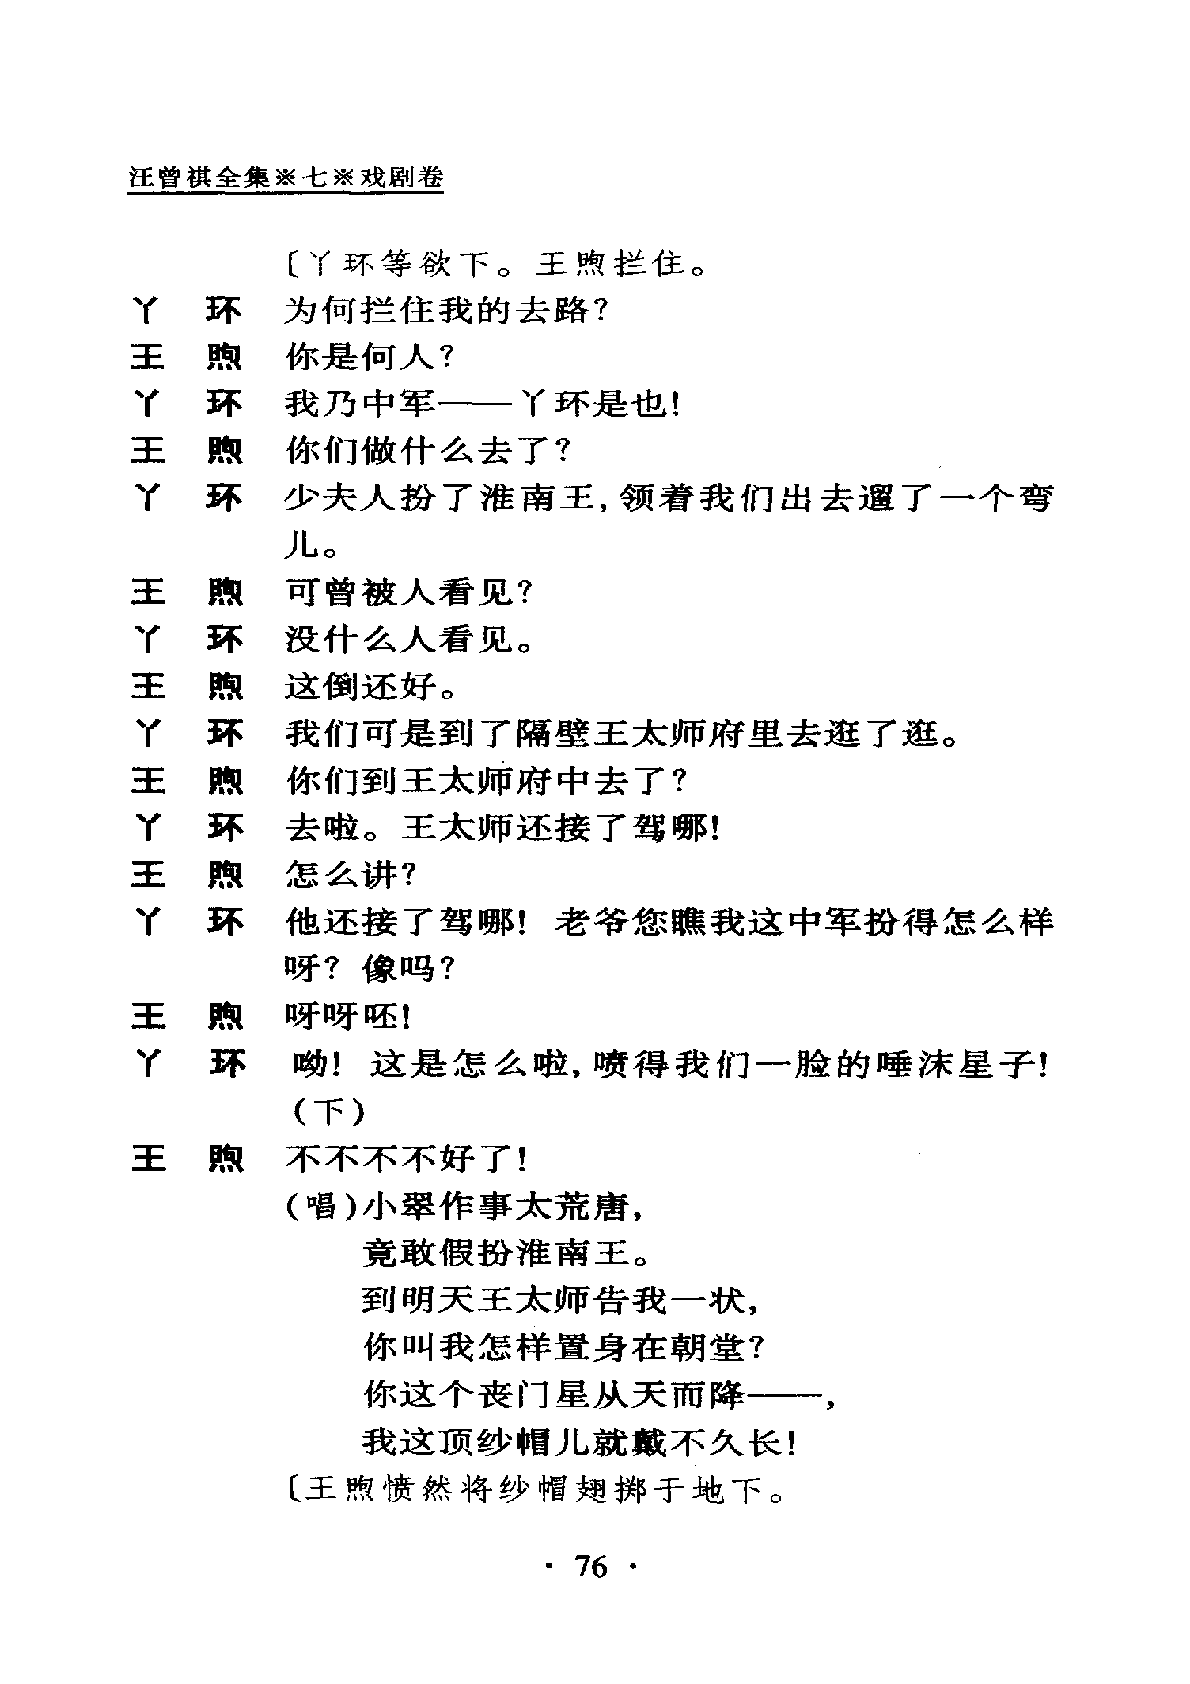 汪曾祺全集※七※戏剧卷
〔丫环等欲下。王煦拦住。
丫 环 为何拦住我的去路？
王 煦 你是何人？
丫 环 我乃中军——丫环是也！
王 煦 你们做什么去了？
丫 环 少夫人扮了淮南王，领着我们出去遛了一个弯
儿。
王 煦 可曾被人看见？
丫 环 没什么人看见。
王 煦 这倒还好。
丫 环 我们可是到了隔壁王太师府里去逛了逛。
王 煦 你们到王太师府中去了？
丫 环 去啦。王太师还接了驾哪！
王 煦 怎么讲？
丫 环 他还接了驾哪！老爷您瞧我这中军扮得怎么样
呀？像吗？
王 煦 呀呀呸！
丫 环 呦！这是怎么啦，喷得我们一脸的唾沫星子！
（下）
王 煦 不不不不好了！
（唱）小翠作事太荒唐，
竟敢假扮淮南王。
到明天王太师告我一状，
你叫我怎样置身在朝堂？
你这个丧门星从天而降——，
我这顶纱帽儿就戴不久长！
〔王煦愤然将纱帽翅掷于地下。
· 76 ·